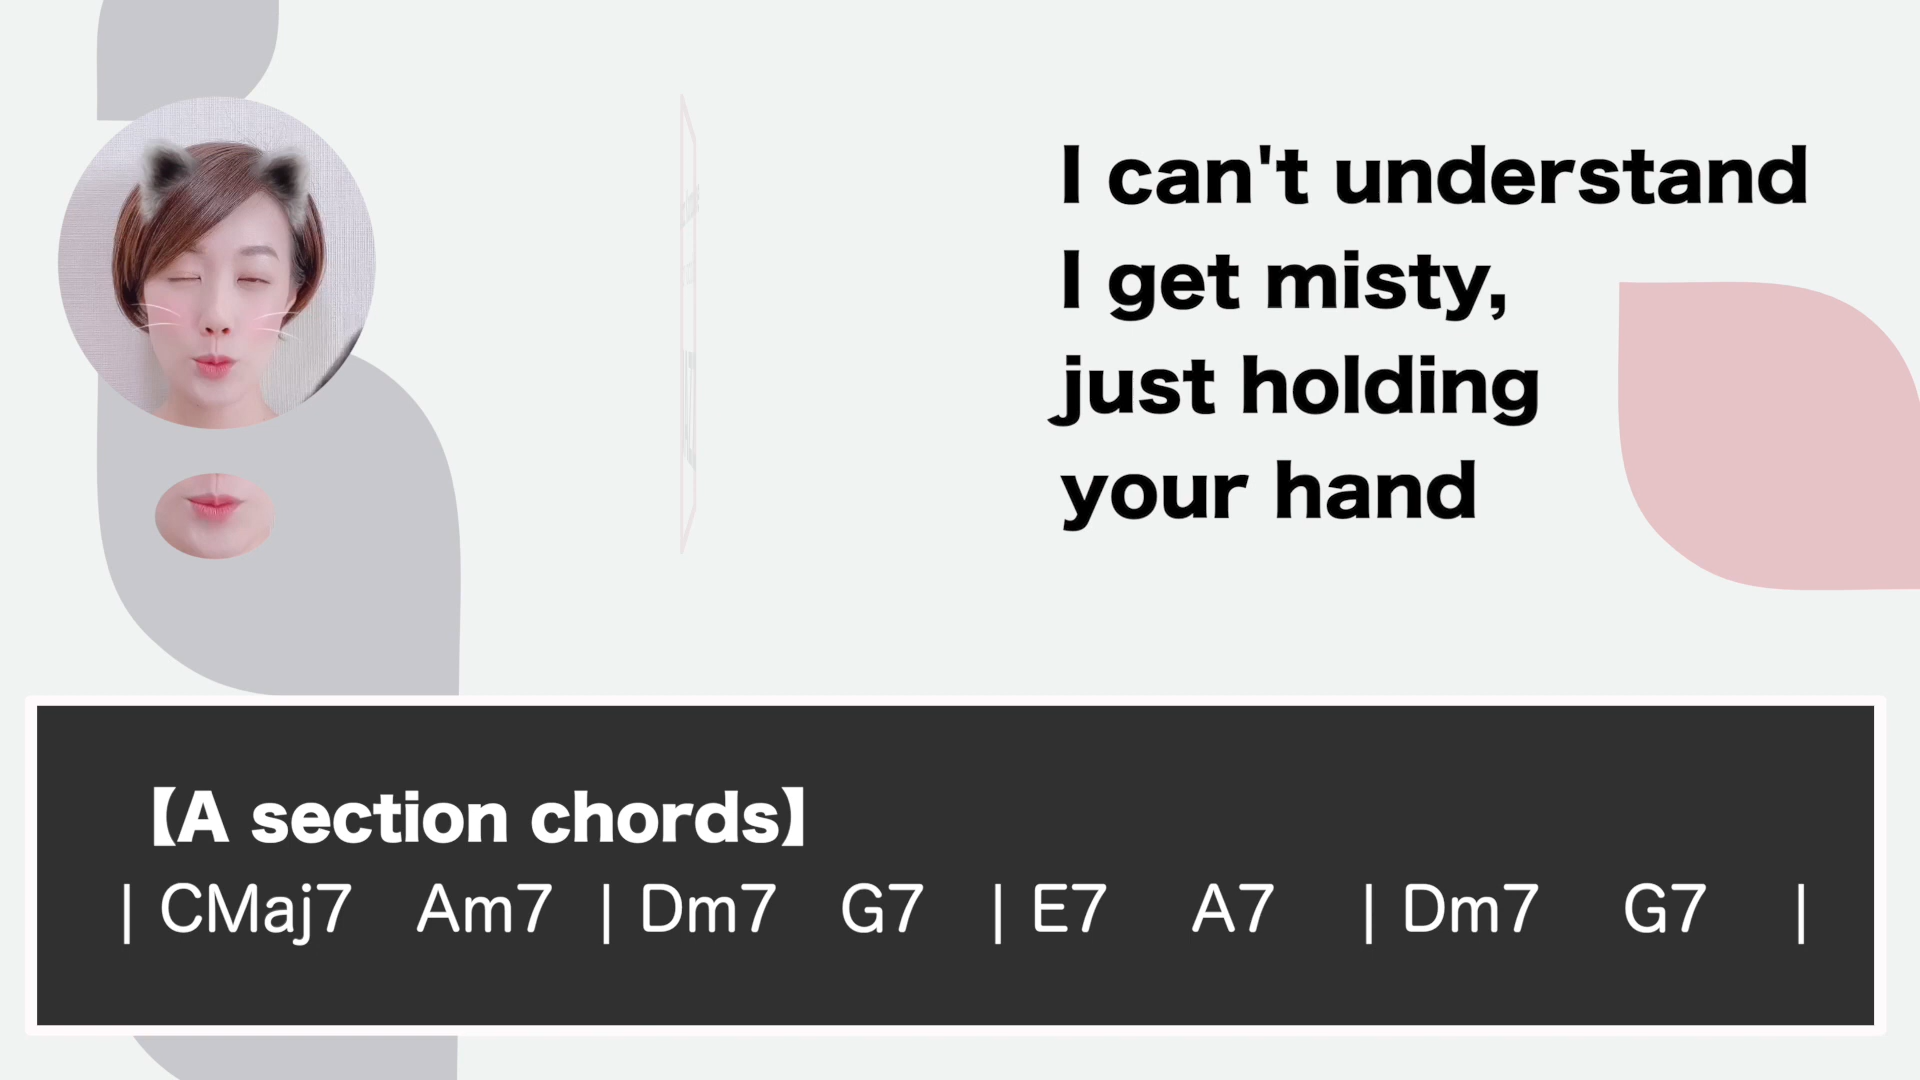 I can't understand
I get misty,
just holding
your hand
【A section chords】
| CMaj7 Am7 | Dm7 G7 | E7 A7 | Dm7 G7 |